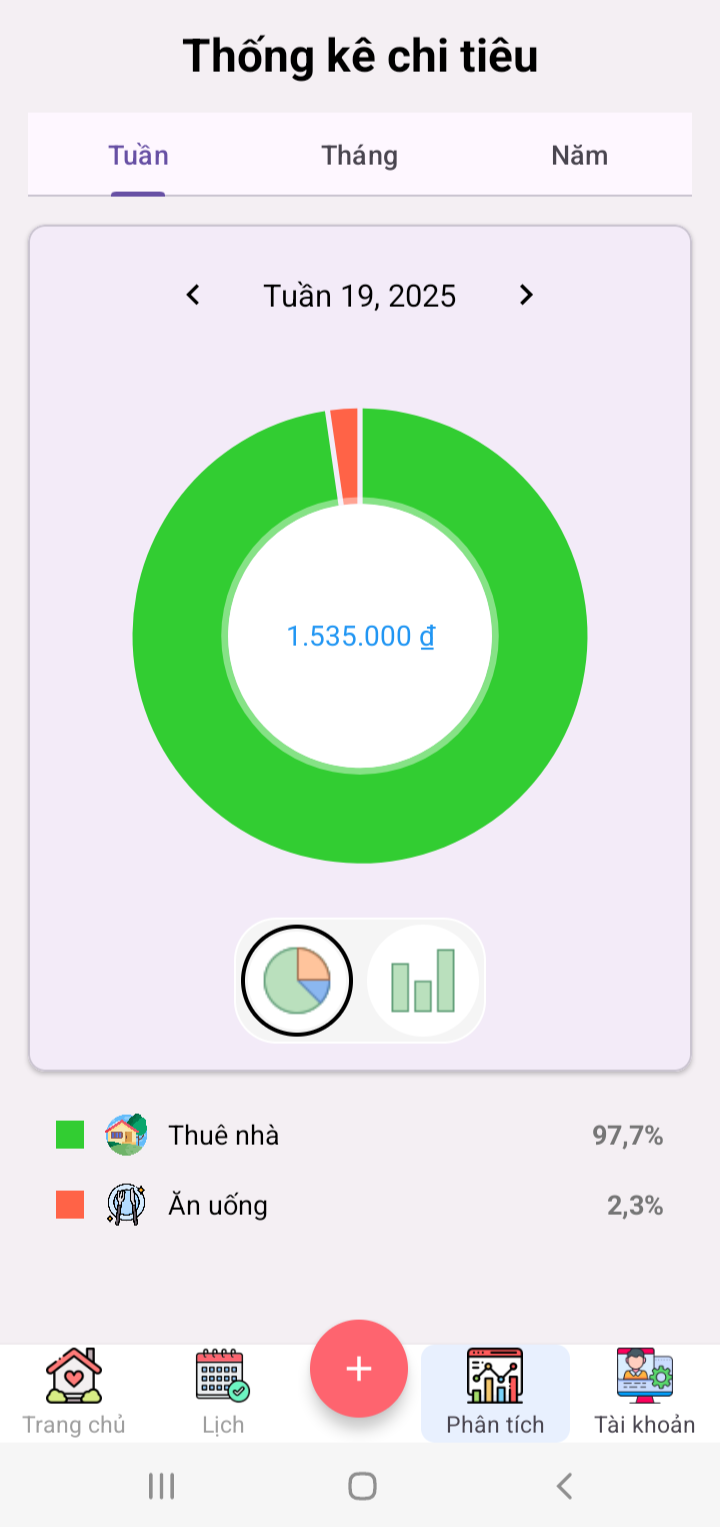 Thống kê chi tiêu
Tuần Tháng Năm
Tuần 19, 2025
1.535.000 ₫
Thuê nhà 97,7%
Ăn uống 2,3%
Trang chủ Lịch Phân tích Tài khoản